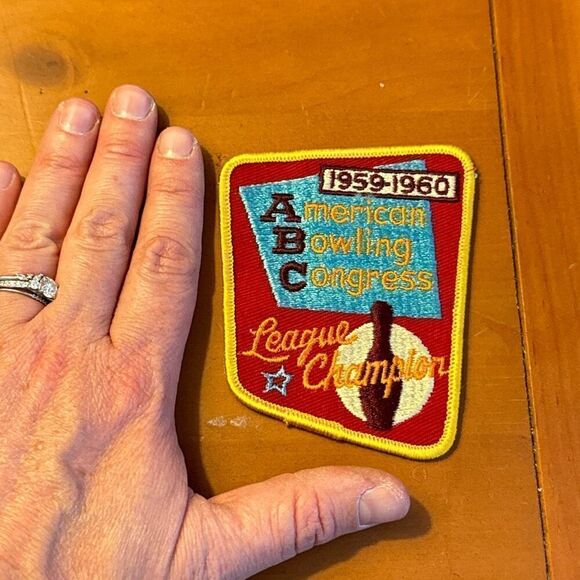 1959-1960
American
Bowling
Congress
League
Champion